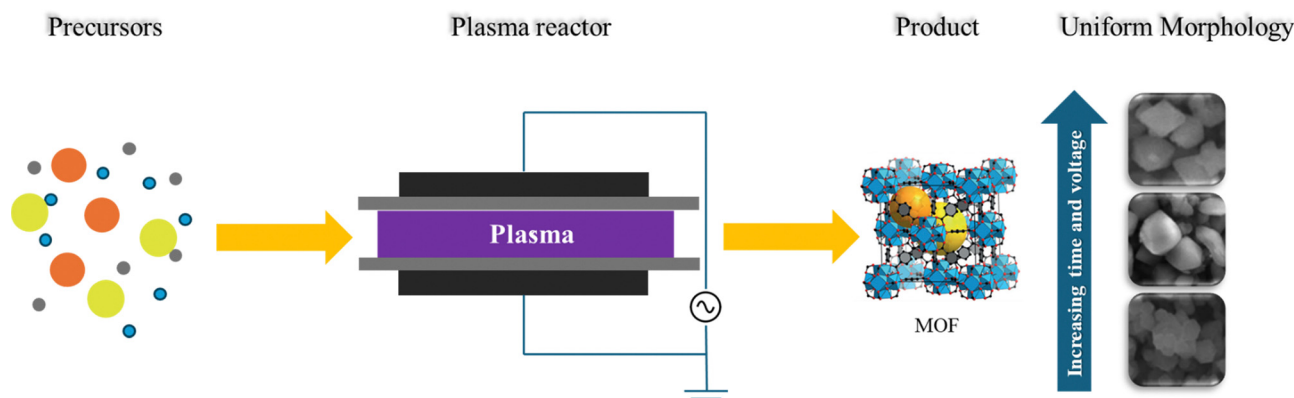 Precursors
Plasma reactor
Product
Uniform Morphology
Plasma
MOF
Increasing time and voltage